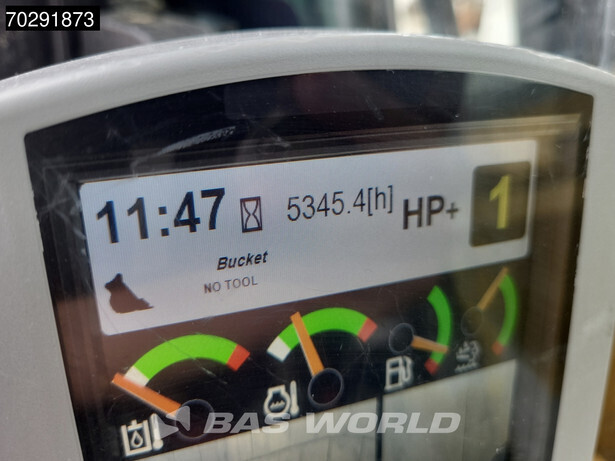 70291873
11:47 5345.4[h] HP+ 1
Bucket
NO TOOL
BAS WORLD